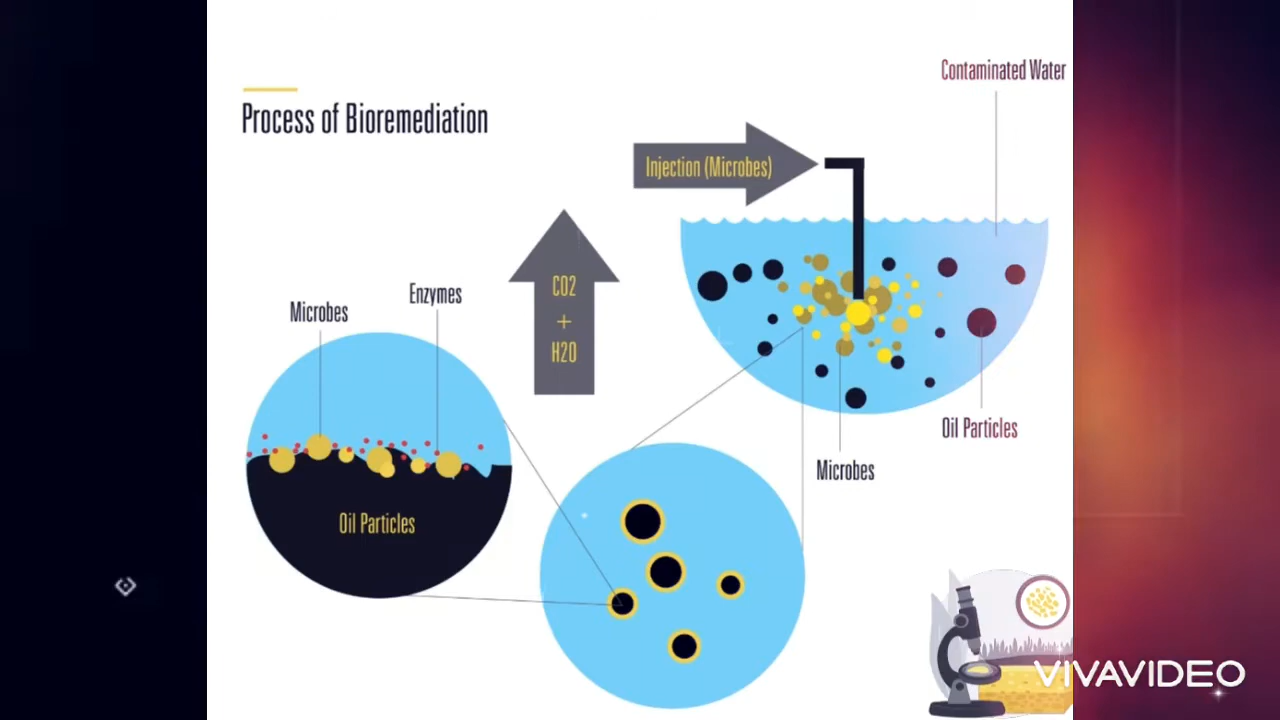 Contaminated Water
Process of Bioremediation
Injection (Microbes)
CO2
+
H2O
Enzymes
Microbes
Oil Particles
Microbes
Oil Particles
VIVAVIDEO